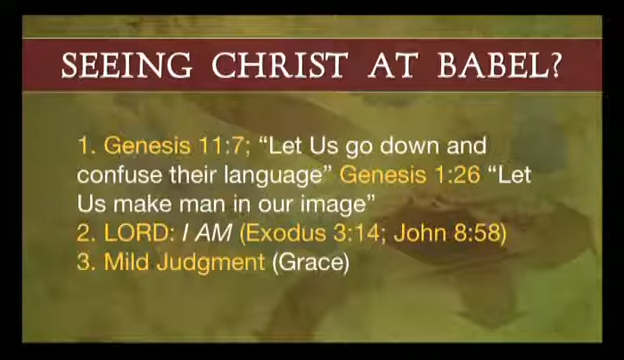 SEEING CHRIST AT BABEL?
1. Genesis 11:7; “Let Us go down and
confuse their language” Genesis 1:26 “Let
Us make man in our image”
2. LORD: I AM (Exodus 3:14; John 8:58)
3. Mild Judgment (Grace)